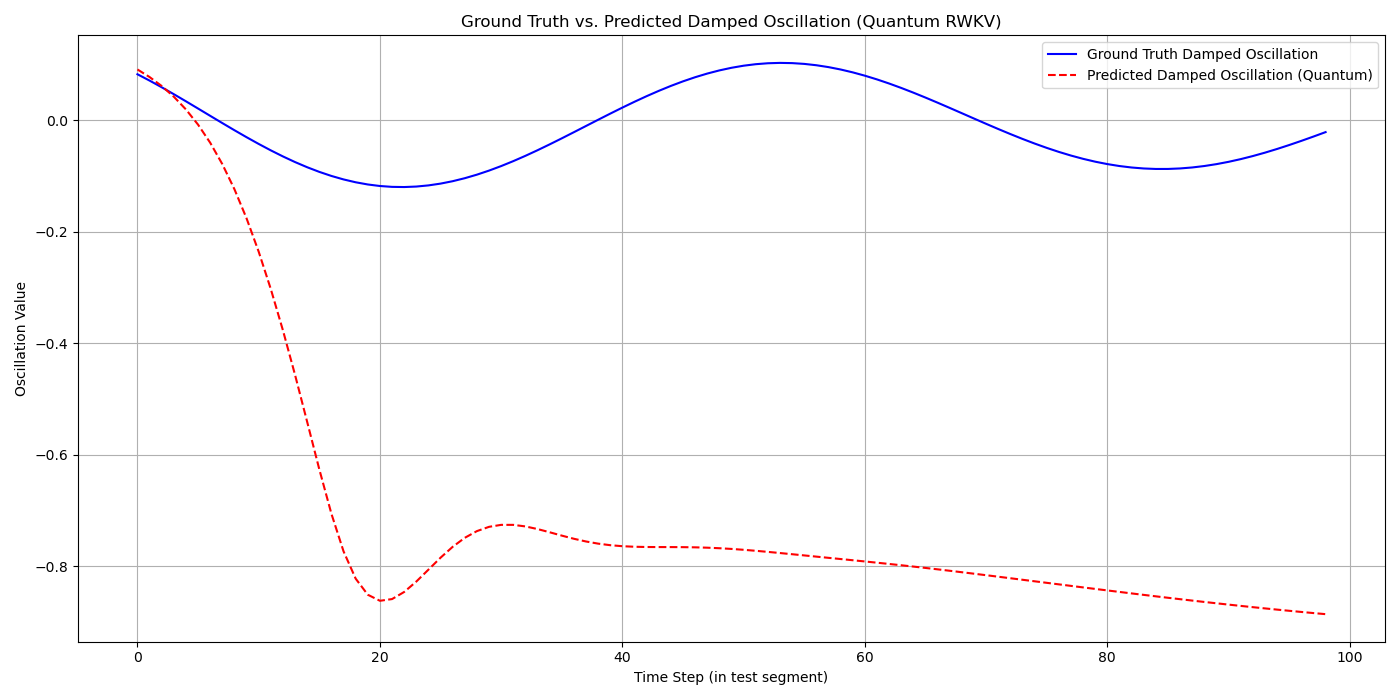 Ground Truth vs. Predicted Damped Oscillation (Quantum RWKV)
Ground Truth Damped Oscillation
Predicted Damped Oscillation (Quantum)
Oscillation Value
0.0
−0.2
−0.4
−0.6
−0.8
0 20 40 60 80 100
Time Step (in test segment)